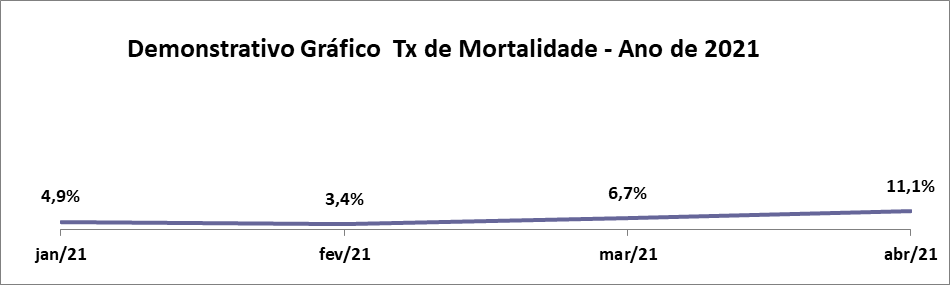 Demonstrativo Gráfico Tx de Mortalidade - Ano de 2021
4,9%
3,4%
6,7%
11,1%
jan/21
fev/21
mar/21
abr/21